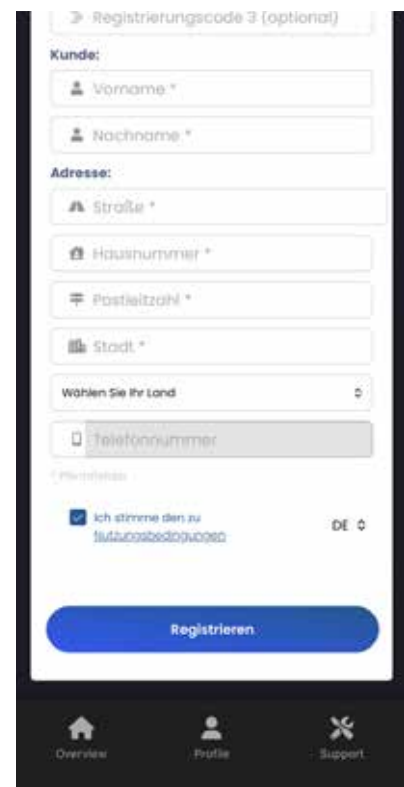 Registrierungscode 3 (optional)
Kunde:
Vorname *
Nachname *
Adresse:
Straße *
Hausnummer *
Postleitzahl *
Stadt *
Wählen Sie Ihr Land
Telefonnummer
* Pflichtfelder
Ich stimme den zu
Nutzungsbedingungen
DE
Registrieren
Overview Profile Support